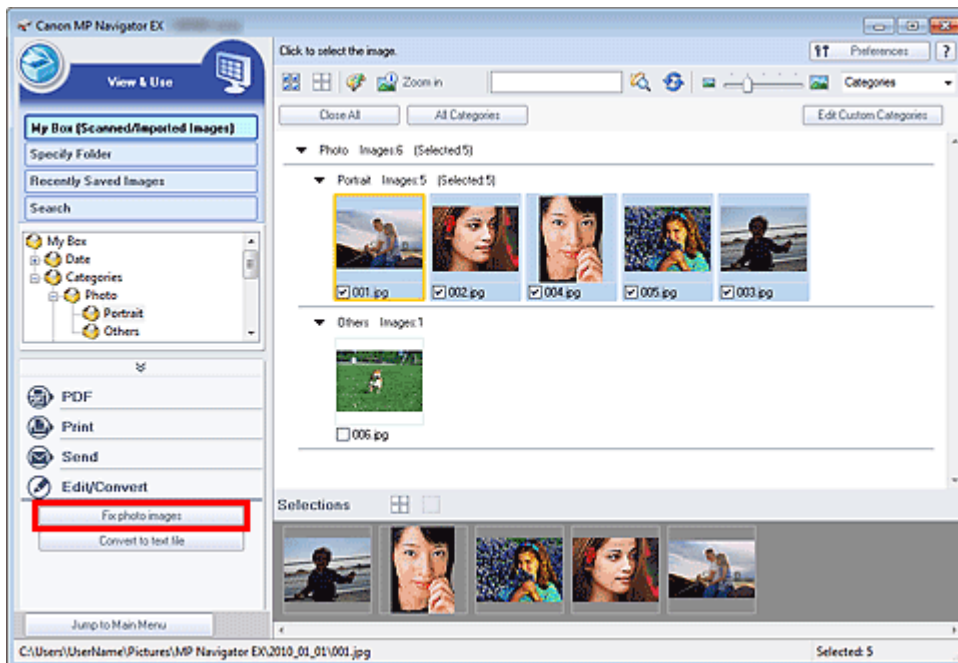 Canon MP Navigator EX
View & Use
My Box (Scanned/Imported Images)
Specify Folder
Recently Saved Images
Search
My Box
Date
Categories
Photo
Portrait
Others
PDF
Print
Send
Edit/Convert
Fix photo images
Convert to text file
Jump to Main Menu
Click to select the image.
Preferences
?
Zoom in
Categories
Close All
All Categories
Edit Custom Categories
Photo Images:6 (Selected:5)
Portrait Images:5 (Selected:5)
001.jpg
002.jpg
004.jpg
005.jpg
003.jpg
Others Images:1
006.jpg
Selections
C:\Users\UserName\Pictures\MP Navigator EX\2010_01_01\001.jpg
Selected: 5